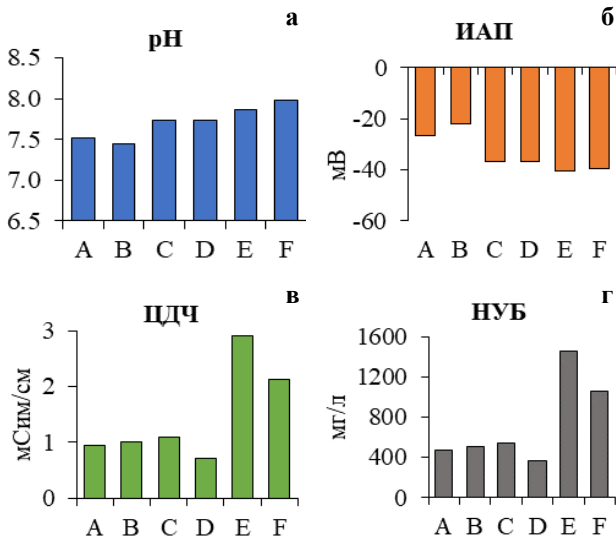 а
pH
8.5
8.0
7.5
7.0
6.5
A B C D E F
б
ИАП
мВ
0
-20
-40
-60
A B C D E F
в
ЦДЧ
мСим/см
3
2
1
0
A B C D E F
г
НУБ
мг/л
1600
1200
800
400
0
A B C D E F